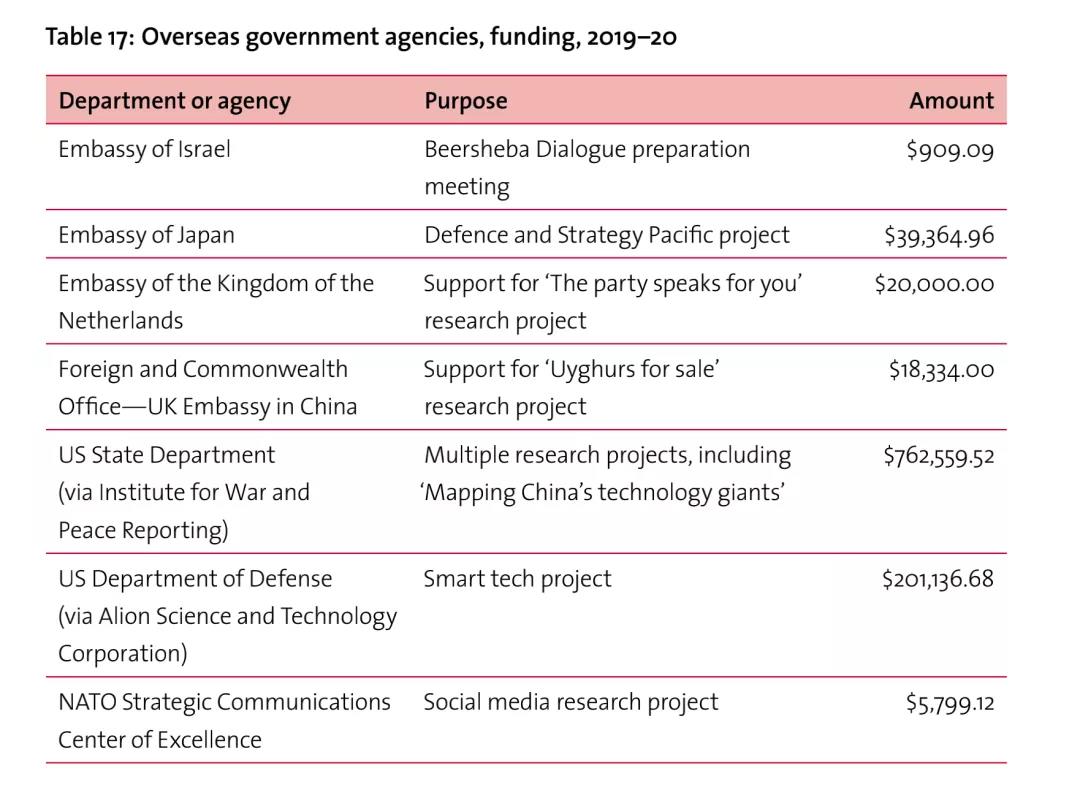 Table 17: Overseas government agencies, funding, 2019–20
Department or agency Purpose Amount
Embassy of Israel Beersheba Dialogue preparation $909.09
meeting
Embassy of Japan Defence and Strategy Pacific project $39,364.96
Embassy of the Kingdom of the Support for ‘The party speaks for you’ $20,000.00
Netherlands research project
Foreign and Commonwealth Support for ‘Uyghurs for sale’ $18,334.00
Office—UK Embassy in China research project
US State Department Multiple research projects, including $762,559.52
(via Institute for War and ‘Mapping China’s technology giants’
Peace Reporting)
US Department of Defense Smart tech project $201,136.68
(via Alion Science and Technology
Corporation)
NATO Strategic Communications Social media research project $5,799.12
Center of Excellence